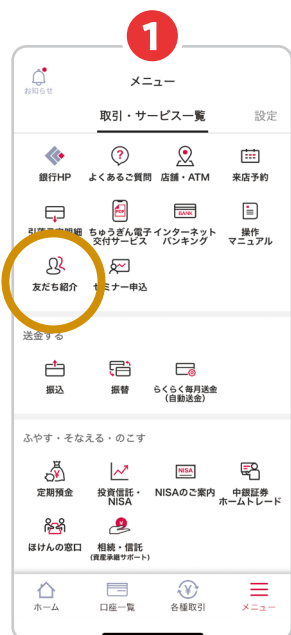 1
お知らせ
メニュー
取引・サービス一覧 設定
銀行HP よくあるご質問 店舗・ATM 来店予約
ちゅうぎん電子 インターネット 操作
交付サービス バンキング マニュアル
PDF BANK
友だち紹介 セミナー申込
送金する
振込 振替 らくらく毎月送金
(自動送金)
ふやす・そなえる・のこす
NISA
定期預金 投資信託・ NISAのご案内 中銀証券
NISA ホームトレード
ほけんの窓口 相続・信託
(資産承継サポート)
ホーム 口座一覧 各種取引 メニュー